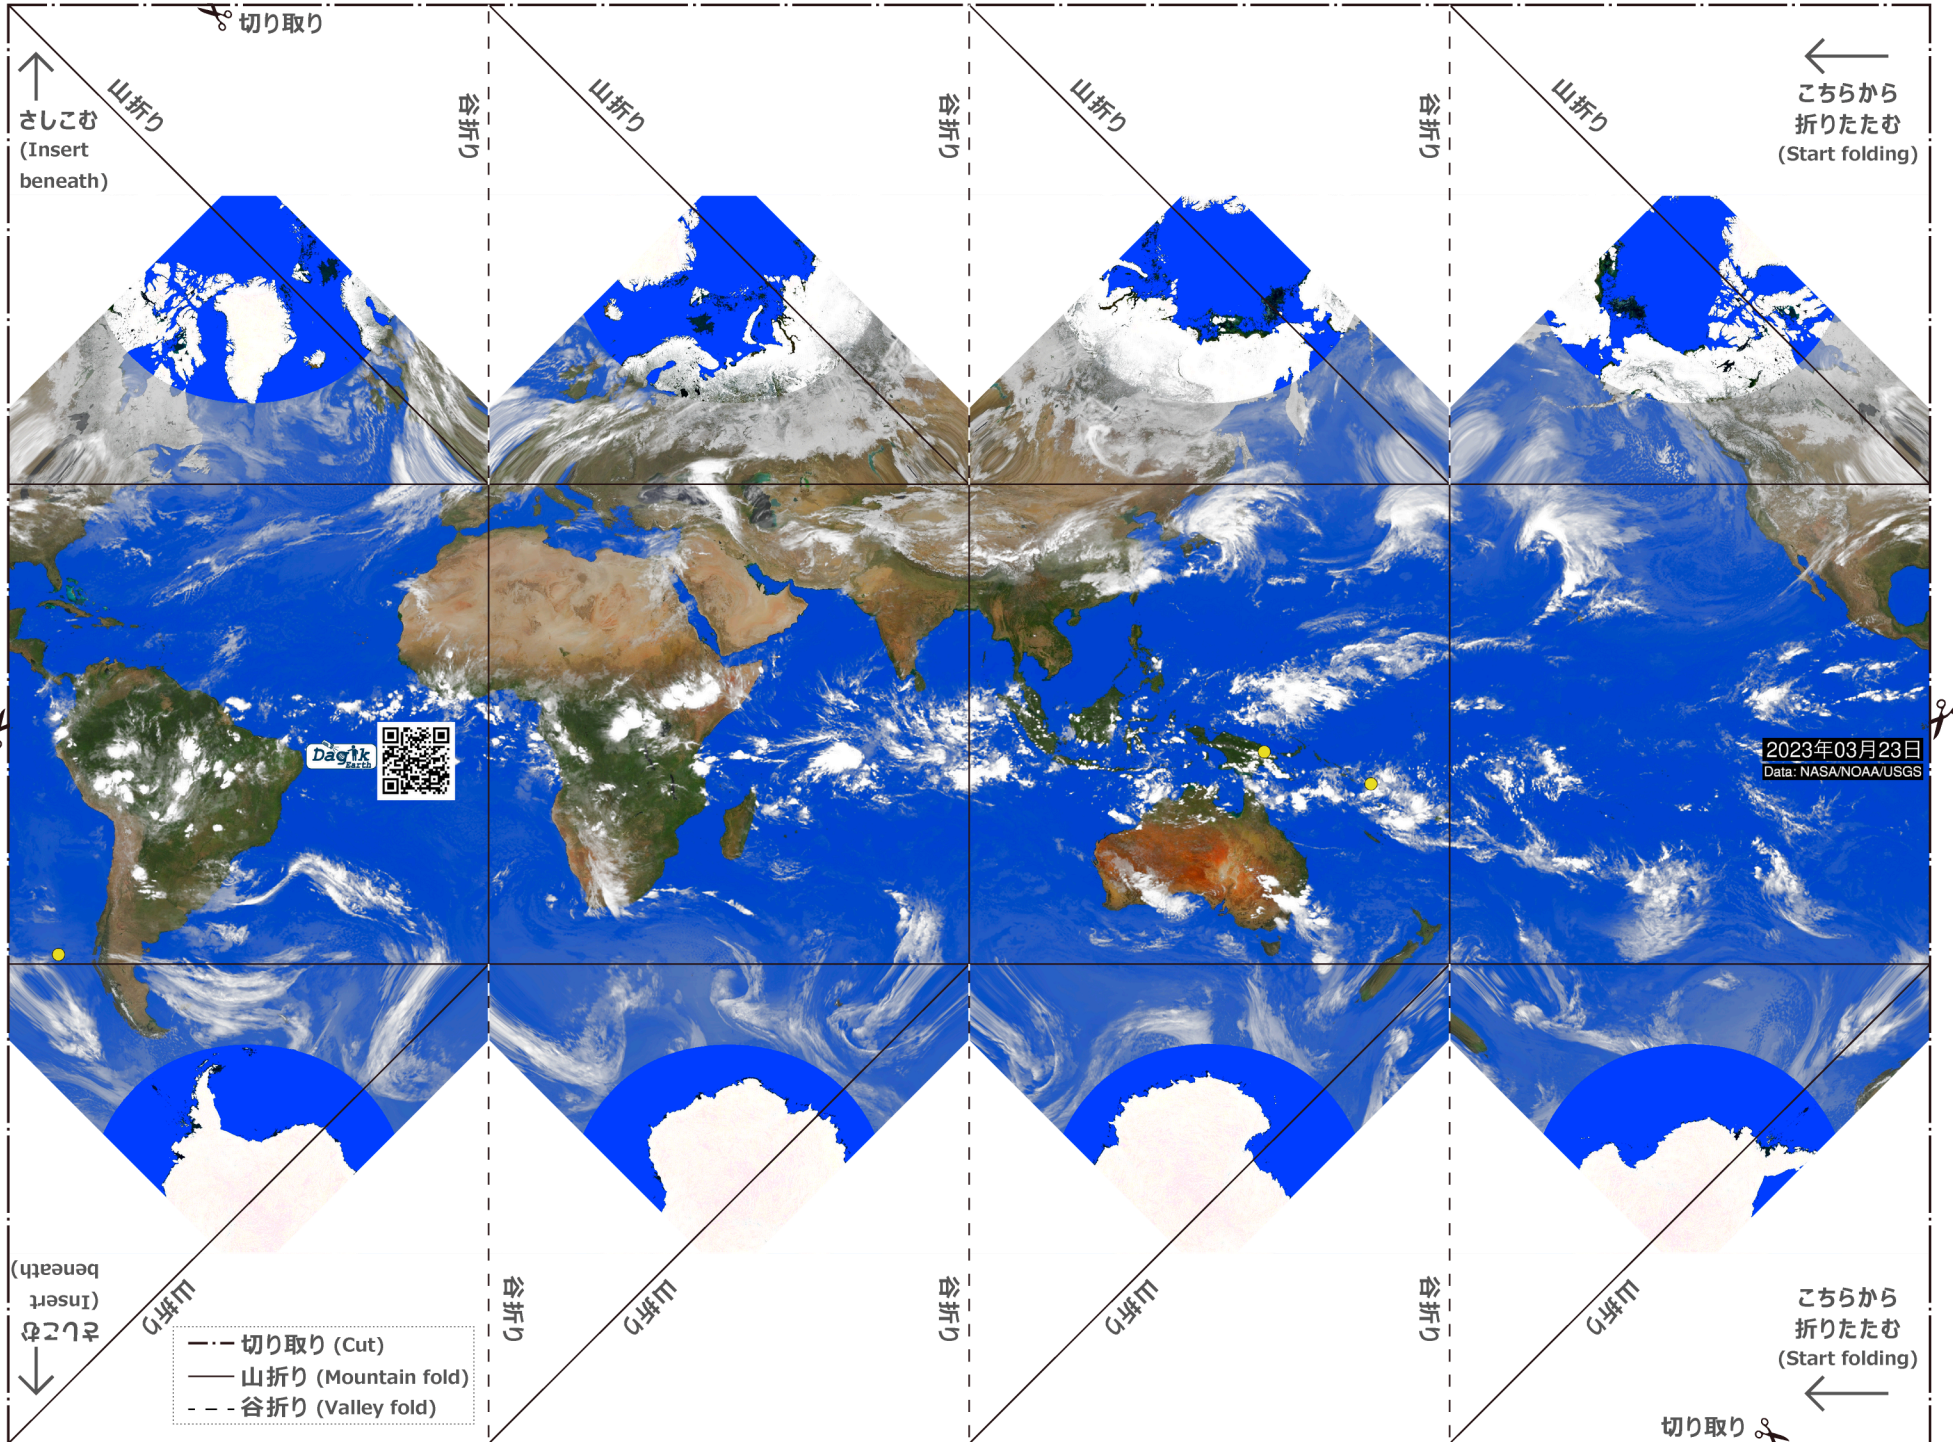 切り取り
さしこむ
(Insert
beneath)
山折り
谷折り
山折り
谷折り
山折り
谷折り
山折り
こちらから
折りたたむ
(Start folding)
Dagik
Earth
2023年03月23日
Data: NASA/NOAA/USGS
さしこむ
(Insert
beneath)
山折り
谷折り
山折り
谷折り
山折り
谷折り
山折り
こちらから
折りたたむ
(Start folding)
切り取り (Cut)
山折り (Mountain fold)
谷折り (Valley fold)
切り取り